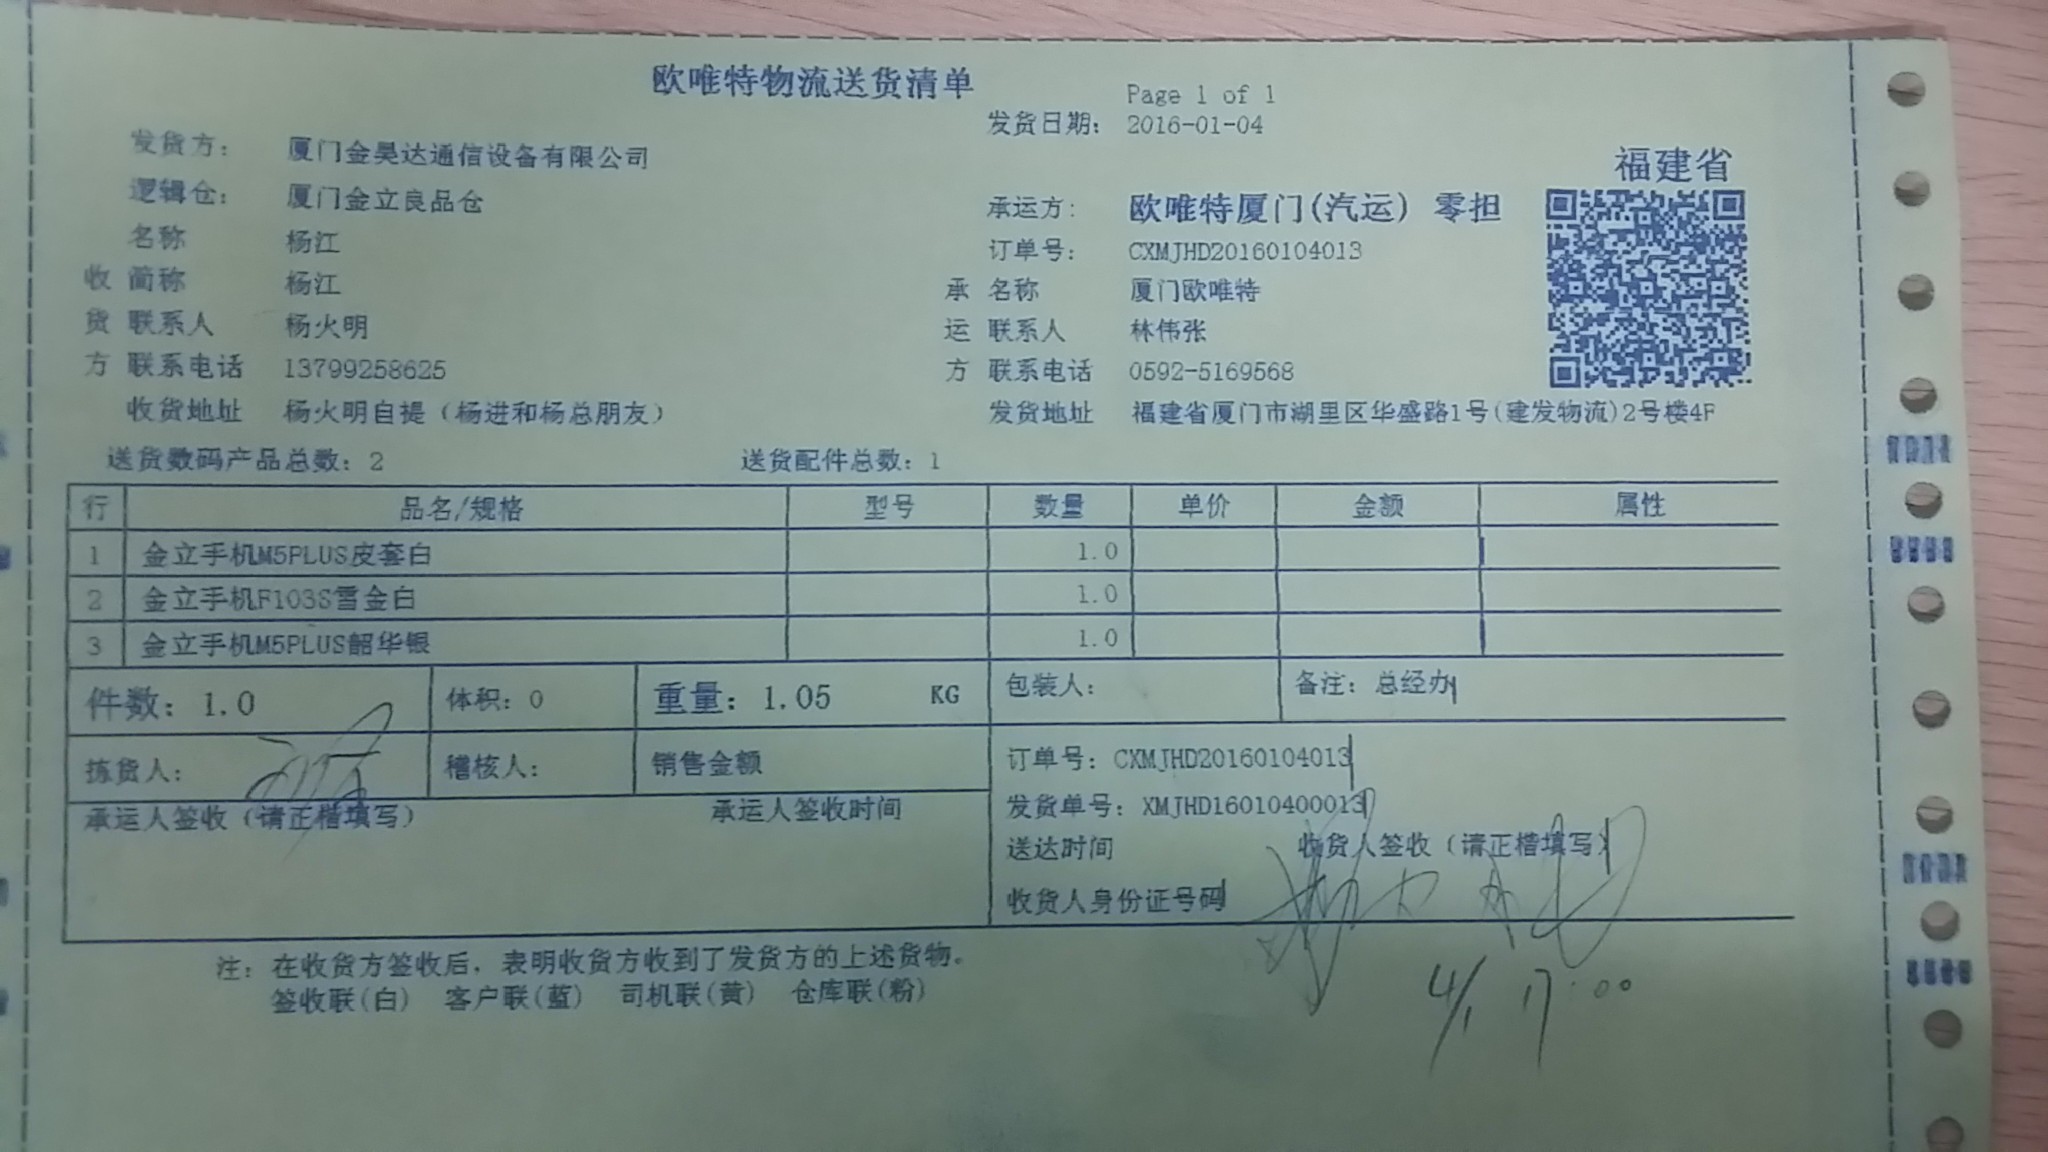 欧唯特物流送货清单
Page 1 of 1
发货日期： 2016-01-04
发货方： 厦门金昊达通信设备有限公司
福建省
逻辑仓： 厦门金立良品仓
承运方: 欧唯特厦门(汽运) 零担
名称 杨江
订单号: CXMJHD20160104013
收 简称 杨江
承 名称 厦门欧唯特
货 联系人 杨火明
运 联系人 林伟张
方 联系电话 13799258625
方 联系电话 0592-5169568
收货地址 杨火明自提（杨进和杨总朋友）
发货地址 福建省厦门市湖里区华盛路1号(建发物流)2号楼4F
送货数码产品总数: 2 送货配件总数: 1
行 品名/规格 型号 数量 单价 金额 属性
1 金立手机M5PLUS皮套白 1.0
2 金立手机F103S雪金白 1.0
3 金立手机M5PLUS韶华银 1.0
件数: 1.0 体积: 0 重量: 1.05 KG 包装人: 备注: 总经办
拣货人: 稽核人: 销售金额 订单号: CXMJHD20160104013
承运人签收（请正楷填写） 承运人签收时间 发货单号: XMJHD16010400013
送达时间 收货人签收（请正楷填写）
收货人身份证号码
4/1 17:00
注: 在收货方签收后，表明收货方收到了发货方的上述货物。
签收联(白) 客户联(蓝) 司机联(黄) 仓库联(粉)